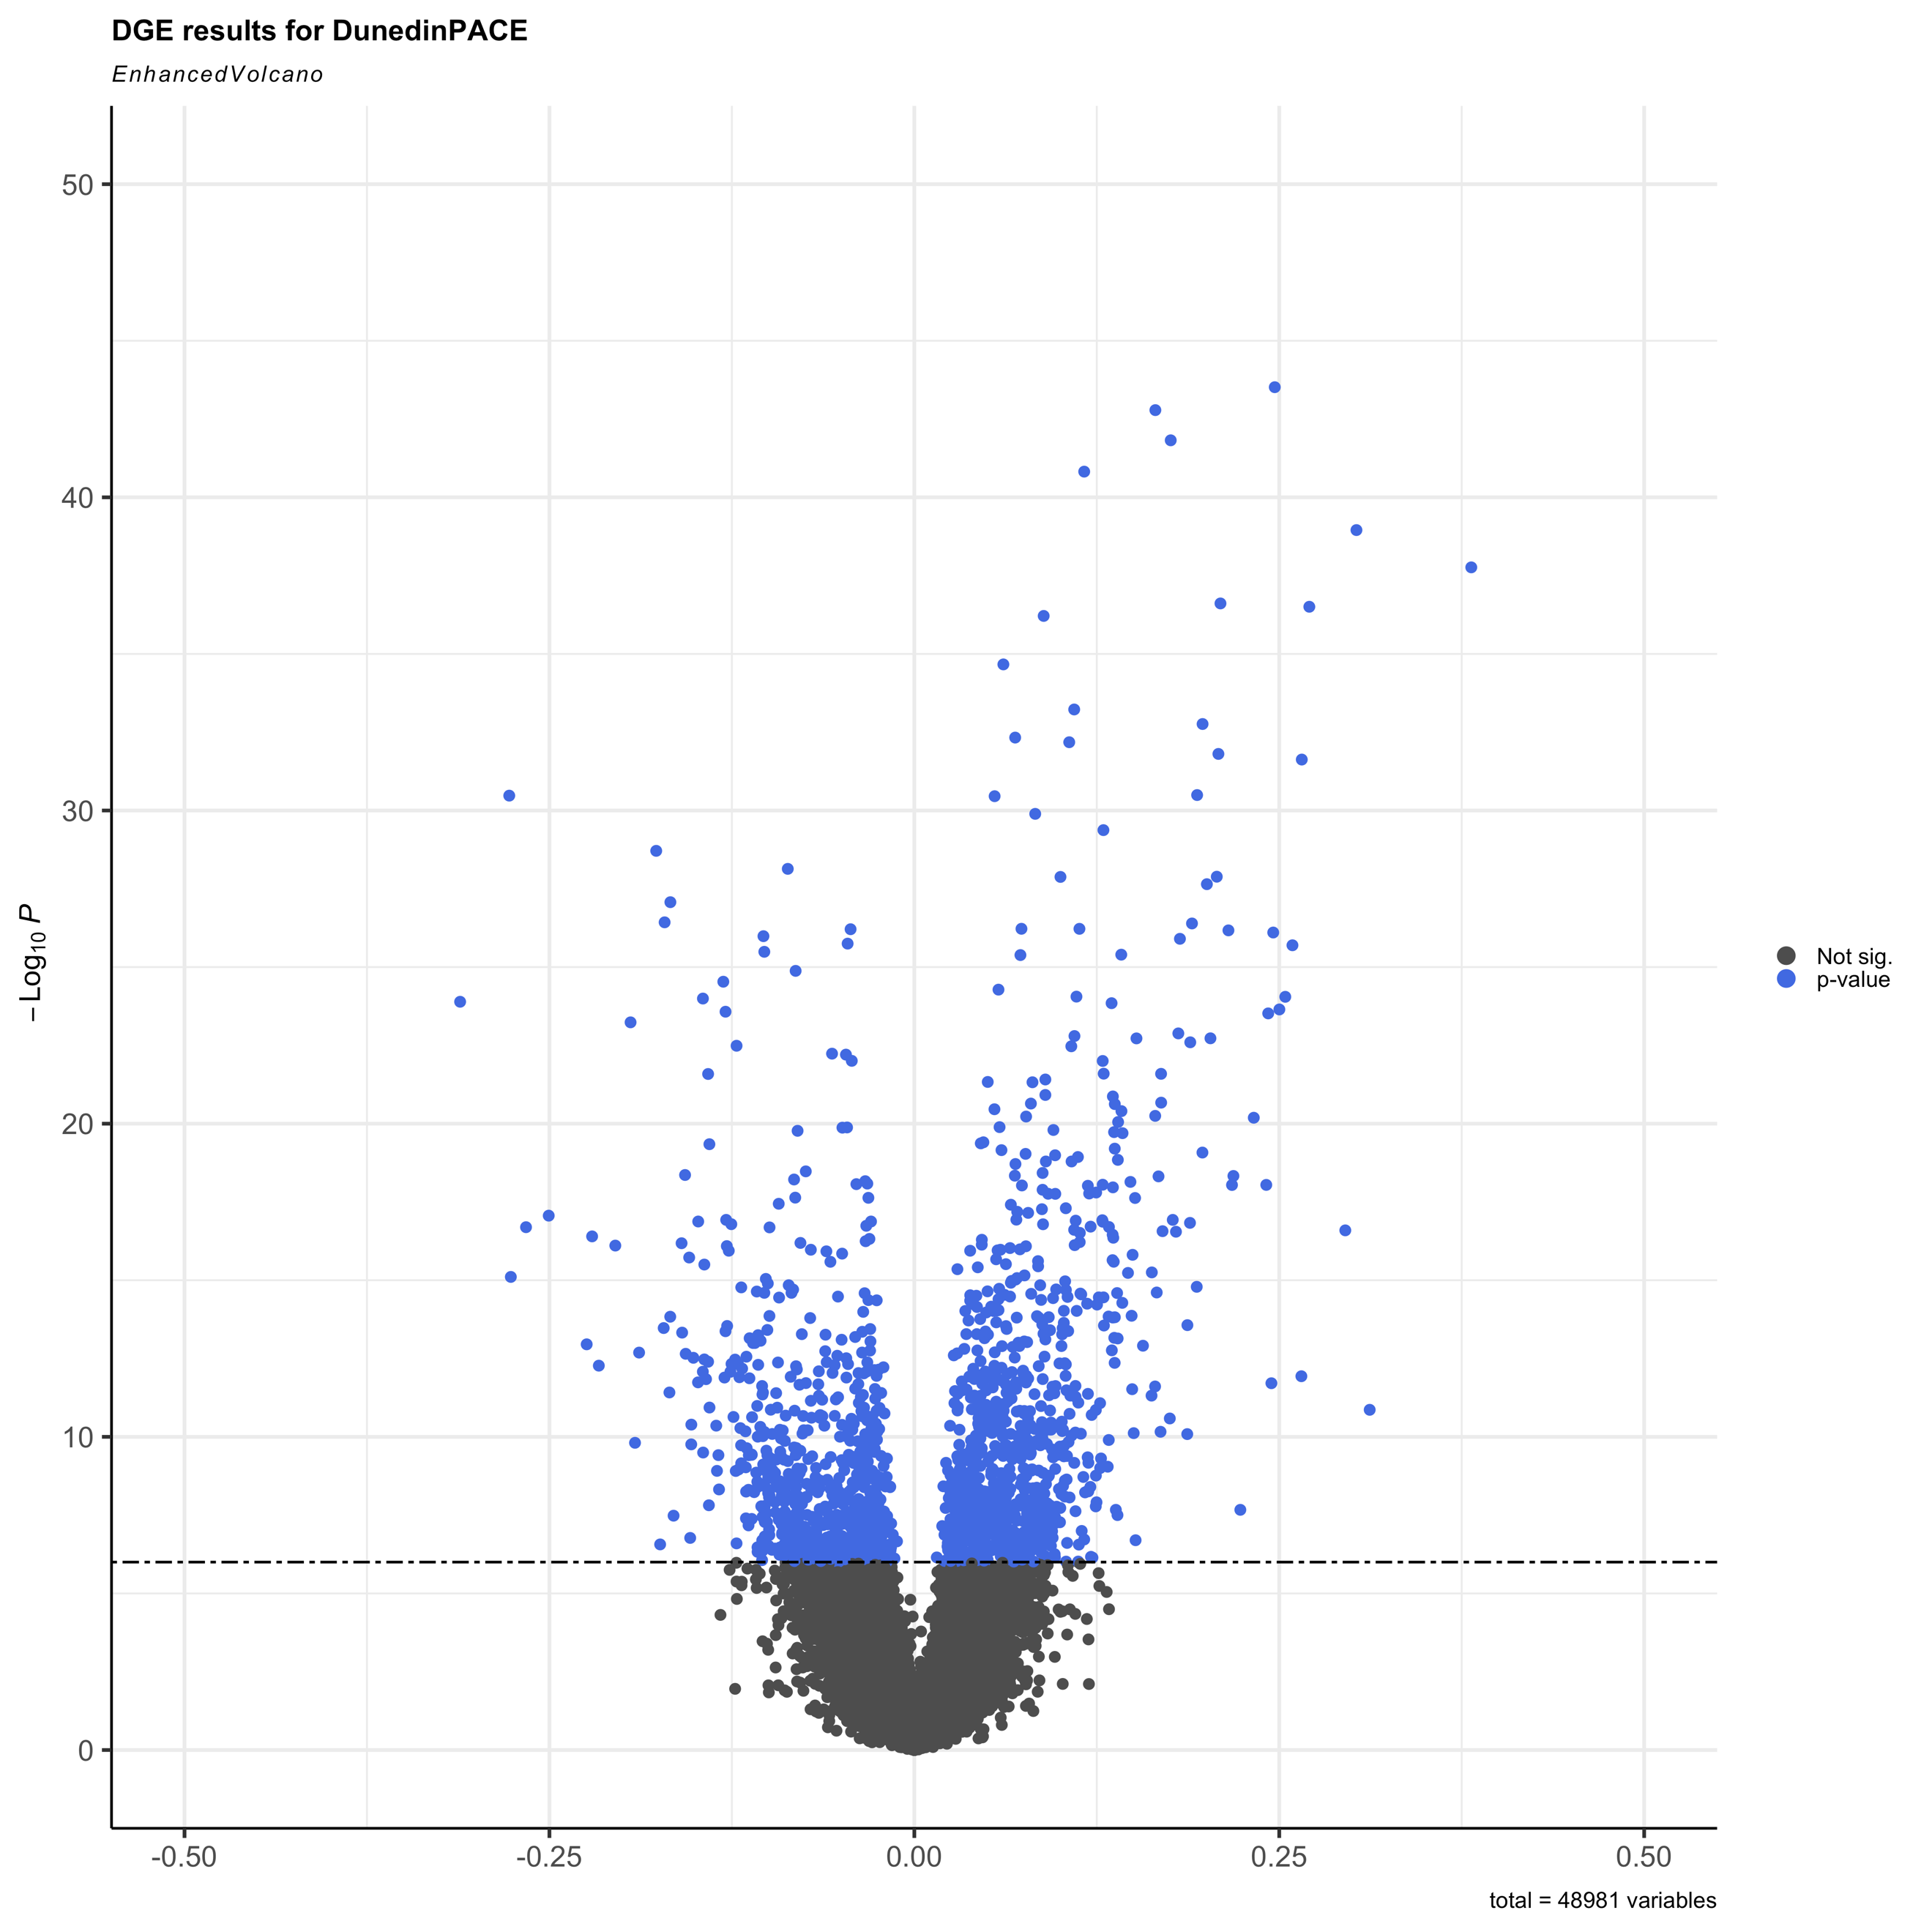 DGE results for DunedinPACE
EnhancedVolcano
50
40
30
20
10
0
−Log10 P
-0.50
-0.25
0.00
0.25
0.50
Not sig.
p-value
total = 48981 variables